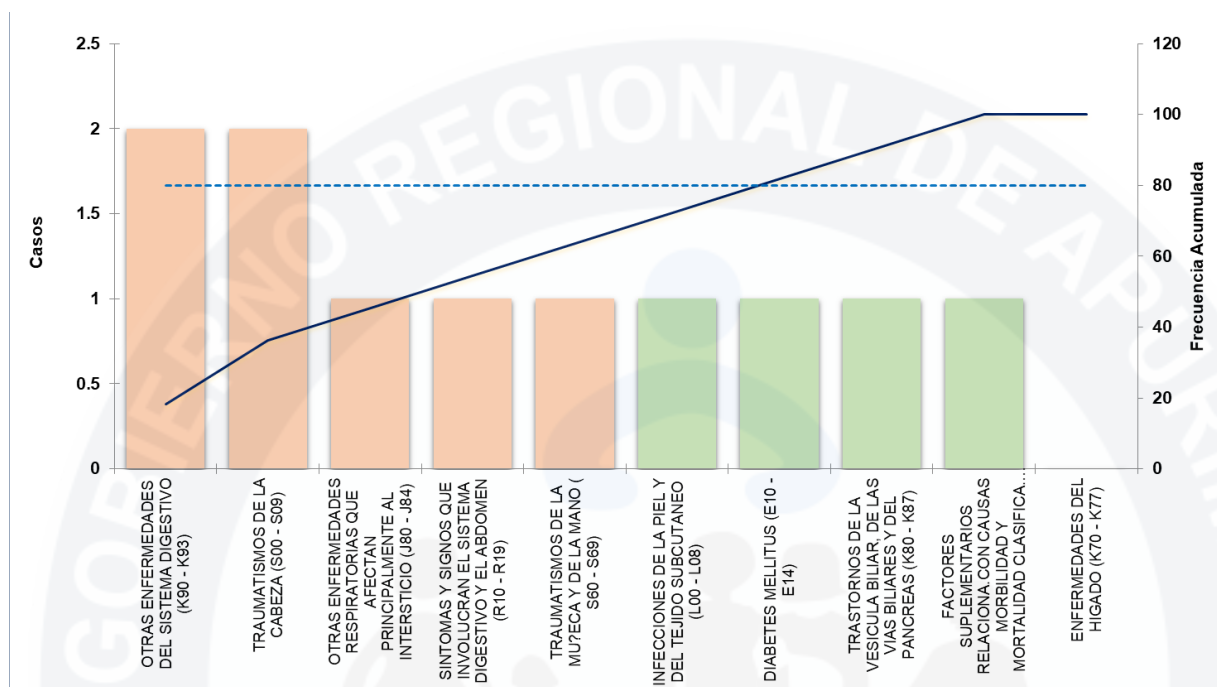 2.5
2
1.5
1
0.5
0
Casos
120
100
80
60
40
20
0
Frecuencia Acumulada
GOBIERNO REGIONAL DE
OTRAS ENFERMEDADES
DEL SISTEMA DIGESTIVO
(K90 - K93)
TRAUMATISMOS DE LA
CABEZA (S00 - S09)
OTRAS ENFERMEDADES
RESPIRATORIAS QUE
AFECTAN
PRINCIPALMENTE AL
INTERSTICIO (J80 - J84)
SINTOMAS Y SIGNOS QUE
INVOLUCRAN EL SISTEMA
DIGESTIVO Y EL ABDOMEN
(R10 - R19)
TRAUMATISMOS DE LA
MU?ECA Y DE LA MANO (
S60 - S69)
INFECCIONES DE LA PIEL Y
DEL TEJIDO SUBCUTANEO
(L00 - L08)
DIABETES MELLITUS (E10 -
E14)
TRASTORNOS DE LA
VESICULA BILIAR, DE LAS
VIAS BILIARES Y DEL
PANCREAS (K80 - K87)
FACTORES
SUPLEMENTARIOS
RELACIONA.CON CAUSAS
MORBILIDAD Y
MORTALIDAD CLASIFICA....
ENFERMEDADES DEL
HIGADO (K70 - K77)